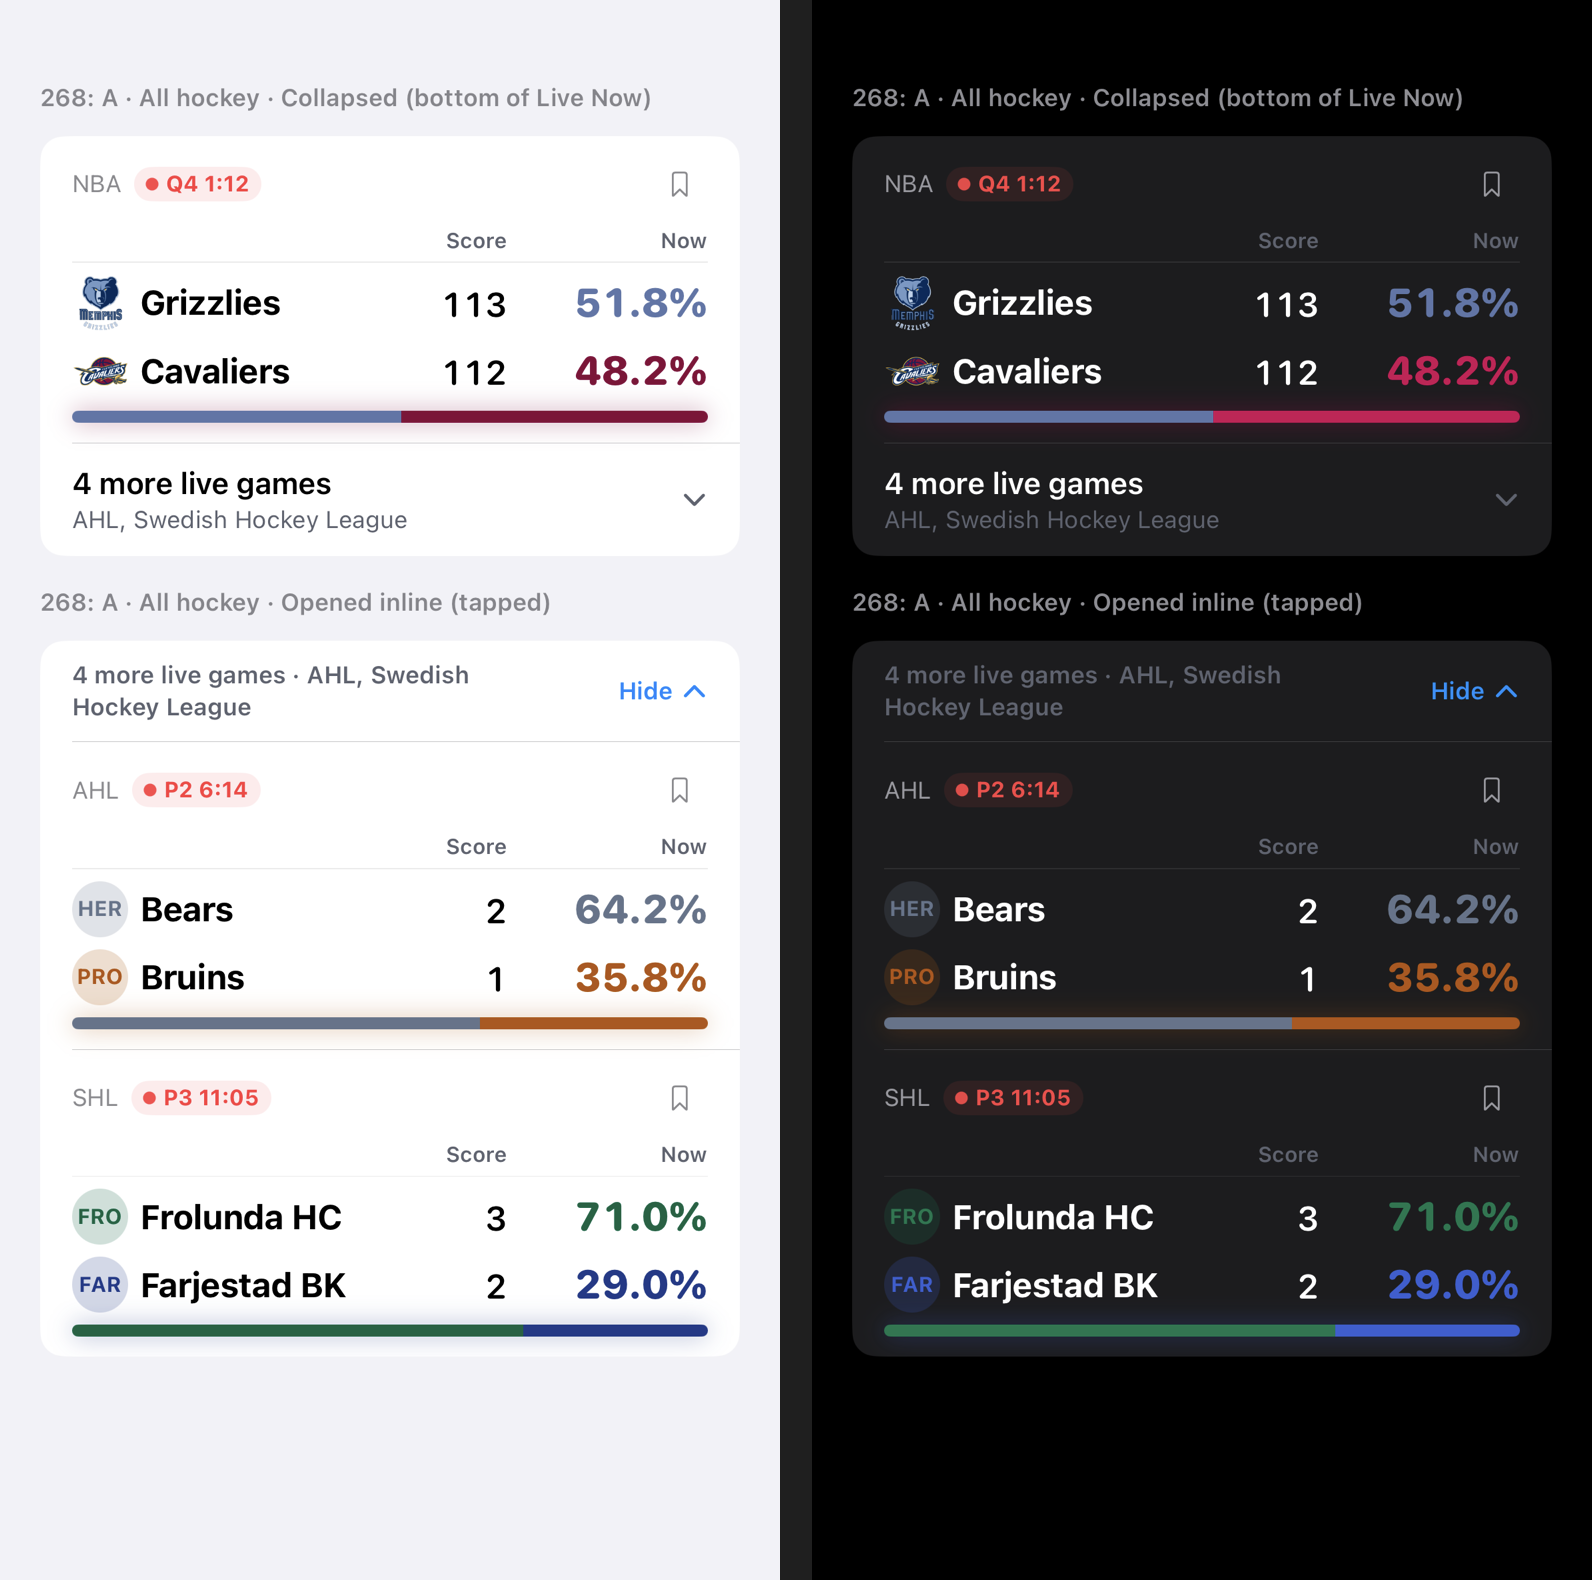 268: A · All hockey · Collapsed (bottom of Live Now)
NBA Q4 1:12
Score Now
MEMPHIS GRIZZLIES Grizzlies 113 51.8%
CAVALIERS Cavaliers 112 48.2%
4 more live games
AHL, Swedish Hockey League
268: A · All hockey · Opened inline (tapped)
4 more live games · AHL, Swedish
Hockey League
Hide
AHL P2 6:14
Score Now
HER Bears 2 64.2%
PRO Bruins 1 35.8%
SHL P3 11:05
Score Now
FRO Frolunda HC 3 71.0%
FAR Farjestad BK 2 29.0%
268: A · All hockey · Collapsed (bottom of Live Now)
NBA Q4 1:12
Score Now
MEMPHIS GRIZZLIES Grizzlies 113 51.8%
CAVALIERS Cavaliers 112 48.2%
4 more live games
AHL, Swedish Hockey League
268: A · All hockey · Opened inline (tapped)
4 more live games · AHL, Swedish
Hockey League
Hide
AHL P2 6:14
Score Now
HER Bears 2 64.2%
PRO Bruins 1 35.8%
SHL P3 11:05
Score Now
FRO Frolunda HC 3 71.0%
FAR Farjestad BK 2 29.0%